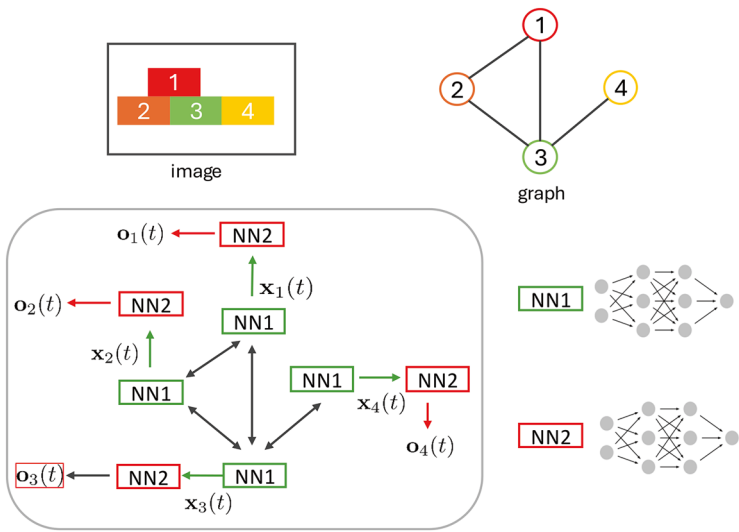 1
2 3 4
image
1
2
4
3
graph
o₁(t)
NN2
x₁(t)
o₂(t)
NN2
NN1
x₂(t)
NN1
NN1
NN2
x₄(t)
o₄(t)
o₃(t)
NN2
NN1
x₃(t)
NN1
NN2